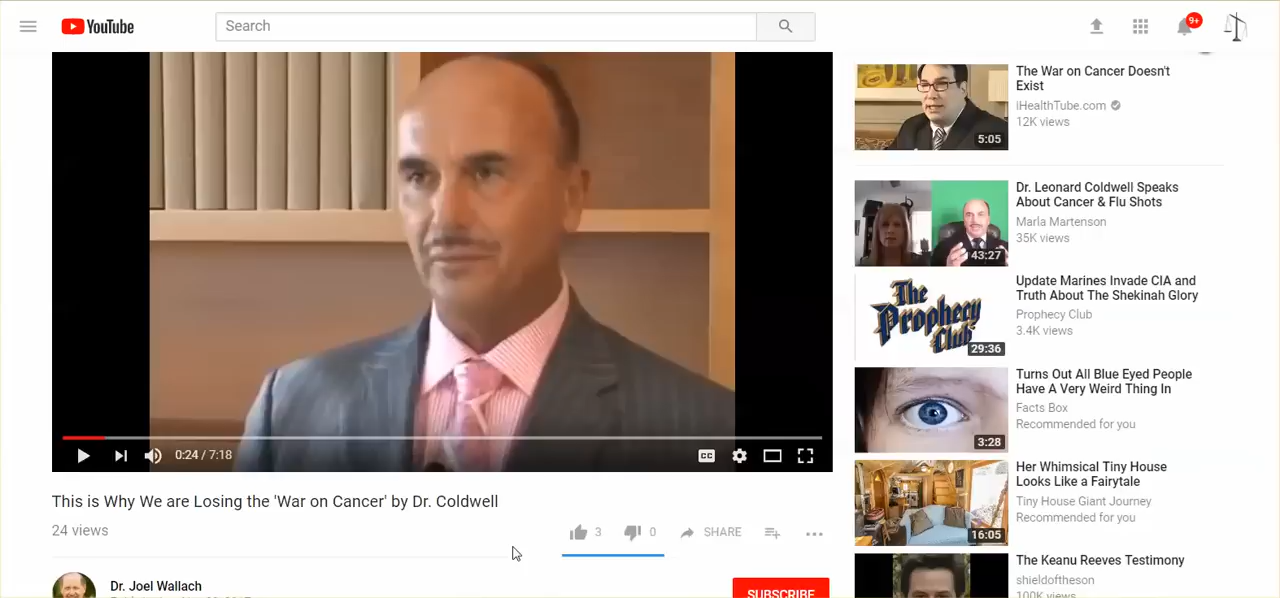 YouTube
Search
9+
0:24 / 7:18
CC
This is Why We are Losing the 'War on Cancer' by Dr. Coldwell
24 views
3
0
SHARE
Dr. Joel Wallach
SUBSCRIBE
5:05
The War on Cancer Doesn't
Exist
iHealthTube.com
12K views
43:27
Dr. Leonard Coldwell Speaks
About Cancer & Flu Shots
Marla Martenson
35K views
The
Prophecy
Club
29:36
Update Marines Invade CIA and
Truth About The Shekinah Glory
Prophecy Club
3.4K views
3:28
Turns Out All Blue Eyed People
Have A Very Weird Thing In
Facts Box
Recommended for you
16:05
Her Whimsical Tiny House
Looks Like a Fairytale
Tiny House Giant Journey
Recommended for you
The Keanu Reeves Testimony
shieldoftheson
100K views